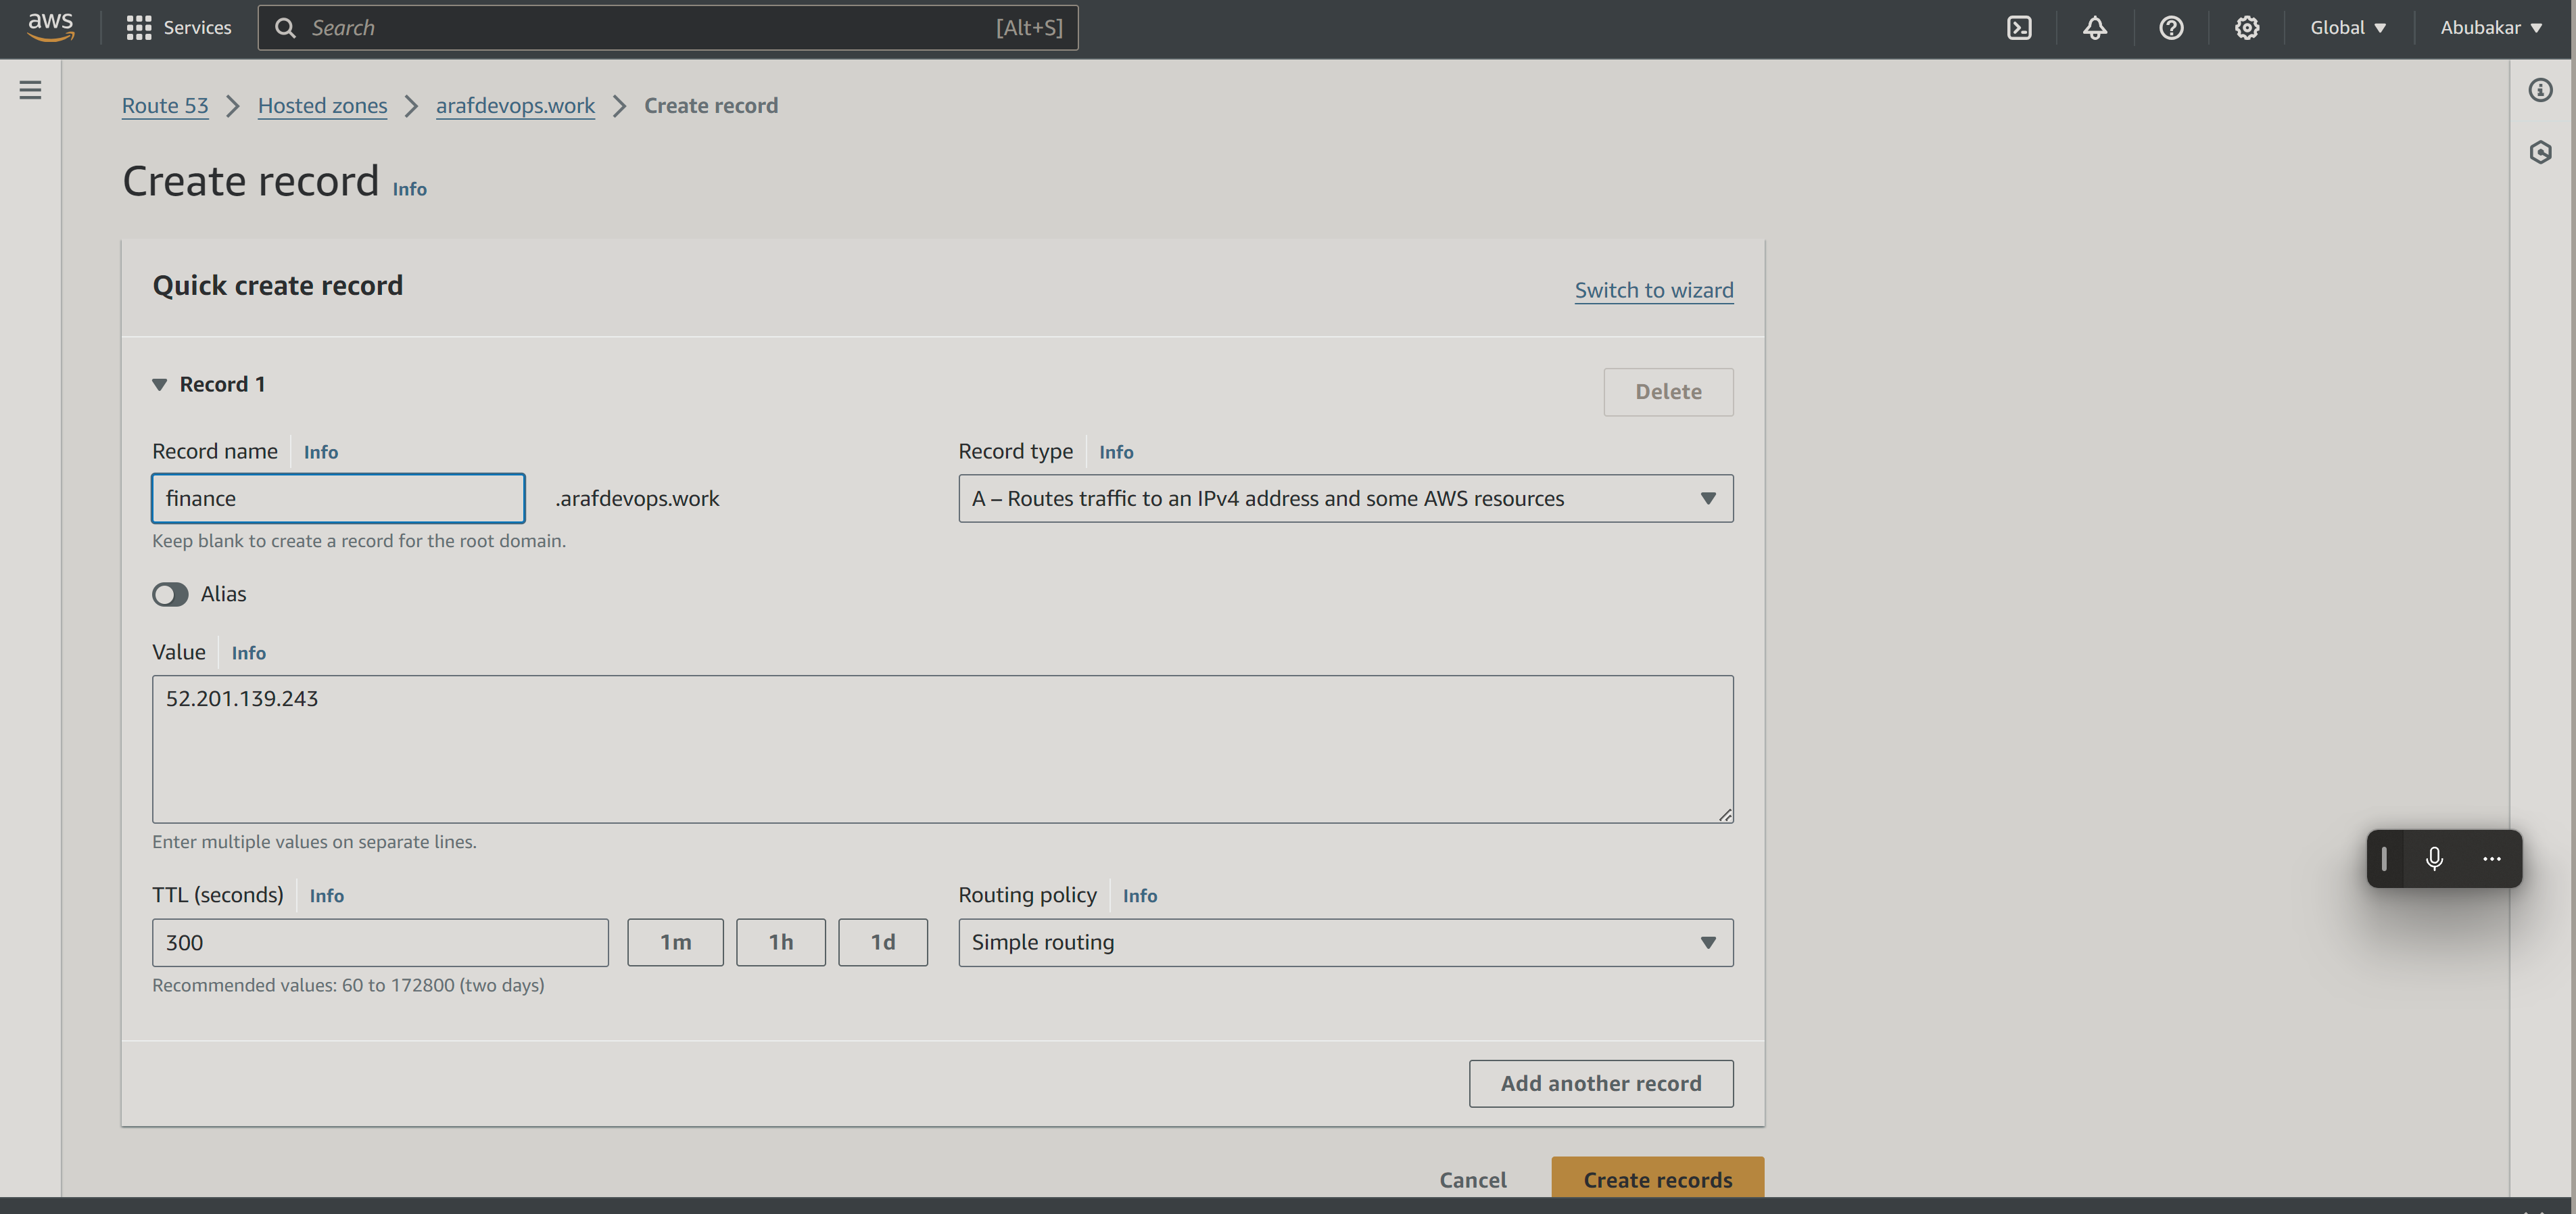 aws
Services
Search [Alt+S]
Global
Abubakar
Route 53 > Hosted zones > arafdevops.work > Create record
Create record Info
Quick create record
Switch to wizard
Record 1
Delete
Record name Info
finance .arafdevops.work
Keep blank to create a record for the root domain.
Record type Info
A – Routes traffic to an IPv4 address and some AWS resources
Alias
Value Info
52.201.139.243
Enter multiple values on separate lines.
TTL (seconds) Info
300
1m 1h 1d
Recommended values: 60 to 172800 (two days)
Routing policy Info
Simple routing
Add another record
Cancel
Create records